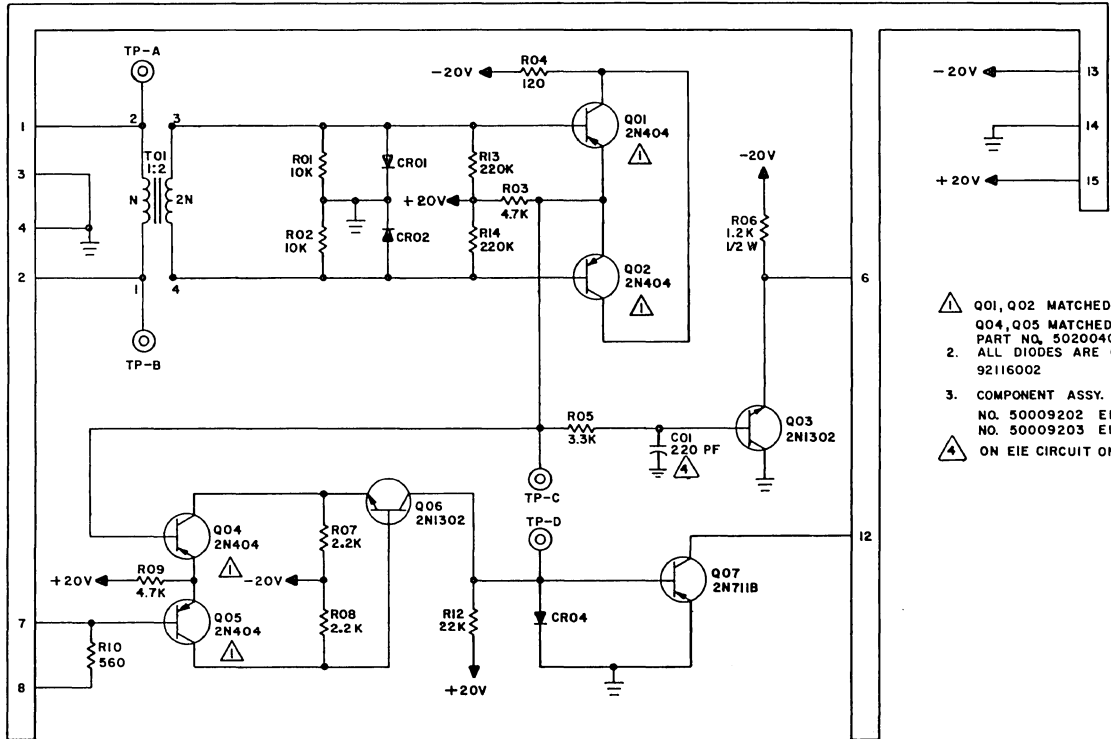 TP-A
R04
-20V
120
13
Q01
2N404
1
-20V
2
3
1
14
T01
1:2
R01
10K
CR01
R13
220K
-20V
3
R03
4.7K
+20V
+20V
15
N
2N
R06
1.2K
1/2 W
4
R02
10K
CR02
R14
220K
Q02
2N404
1
2
1
4
6
TP-B
1 Q01, Q02 MATCHED
Q04, Q05 MATCHED
PART NO. 5020040
2. ALL DIODES ARE
92116002
3. COMPONENT ASSY.
NO. 50009202
NO. 50009203
4 ON EIE CIRCUIT
R05
3.3K
C01
220 PF
4
Q03
2N1302
TP-C
Q06
2N1302
TP-D
Q04
2N404
1
R07
2.2K
12
+20V
R09
4.7K
-20V
Q07
2N711B
7
Q05
2N404
1
R08
2.2K
R12
22K
CR04
R10
560
8
+20V